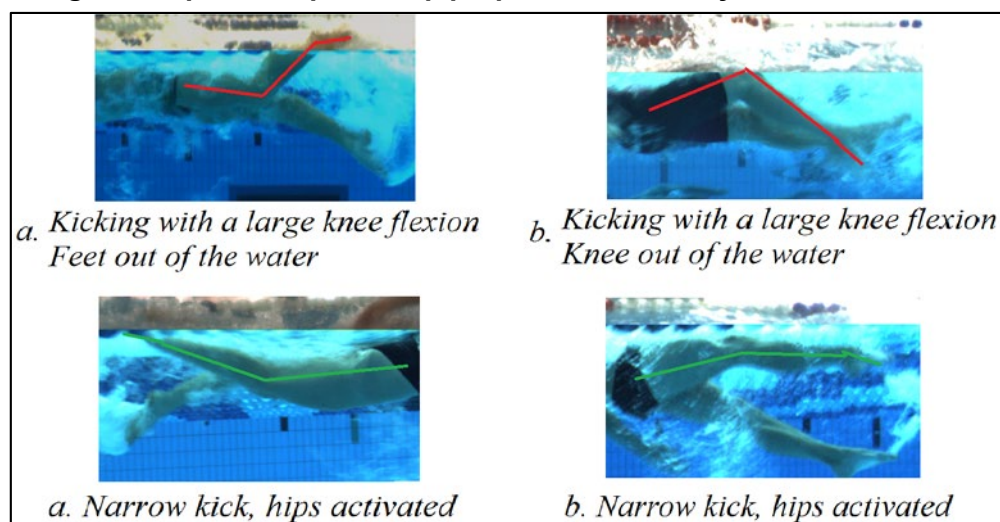 a. Kicking with a large knee flexion
Feet out of the water
b. Kicking with a large knee flexion
Knee out of the water
a. Narrow kick, hips activated
b. Narrow kick, hips activated